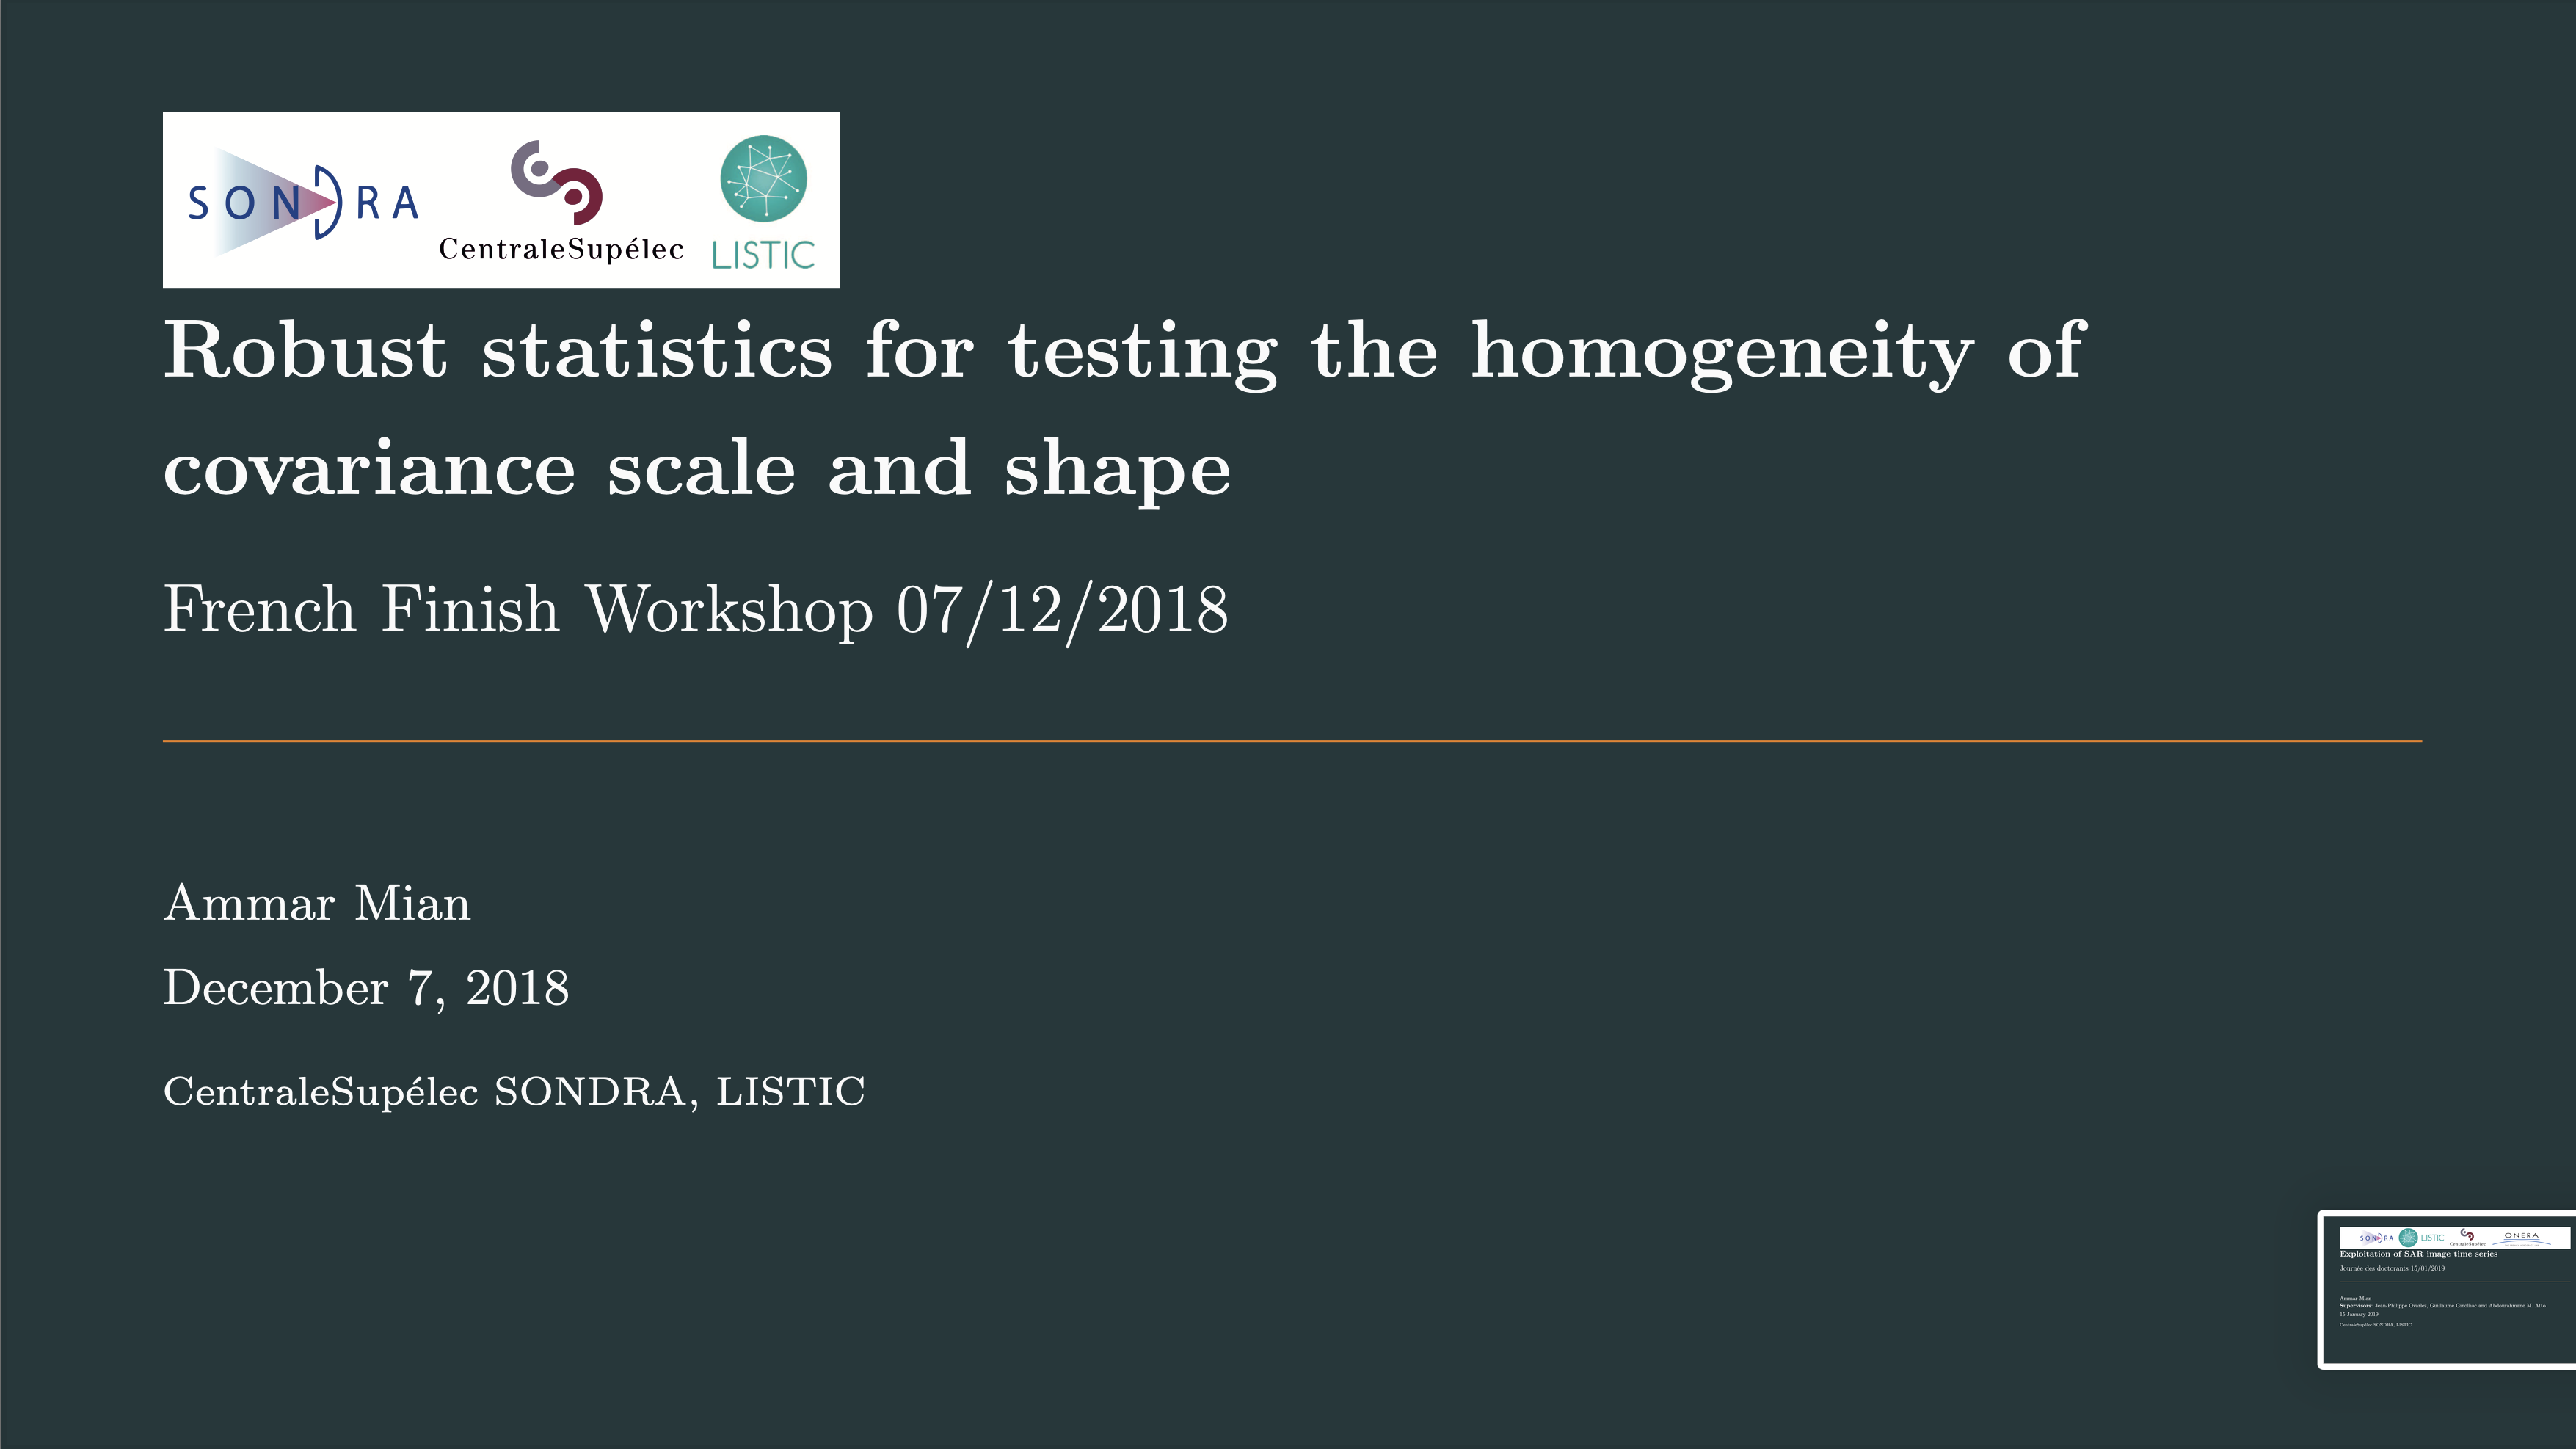 SONDRA
CentraleSupélec
LISTIC
Robust statistics for testing the homogeneity of
covariance scale and shape
French Finish Workshop 07/12/2018
Ammar Mian
December 7, 2018
CentraleSupélec SONDRA, LISTIC
SONDRA LISTIC CentraleSupélec ONERA
Exploitation of SAR image time series
Journée des doctorants 15/01/2019
Ammar Mian
Supervisors: Jean-Philippe Ovarlez, Guillaume Ginolhac and Abdourahmane M. Atto
15 January 2019
CentraleSupélec SONDRA, LISTIC